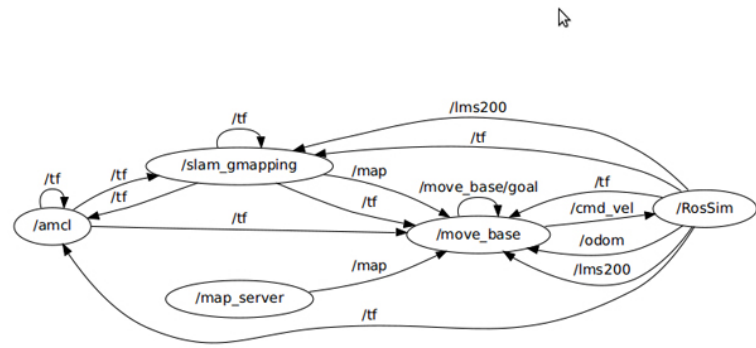 /lms200
/tf
/tf
/slam_gmapping
/map
/tf
/tf
/tf
/tf
/move_base/goal
/tf
/cmd_vel
/RosSim
/amcl
/tf
/move_base
/odom
/map
/lms200
/map_server
/tf